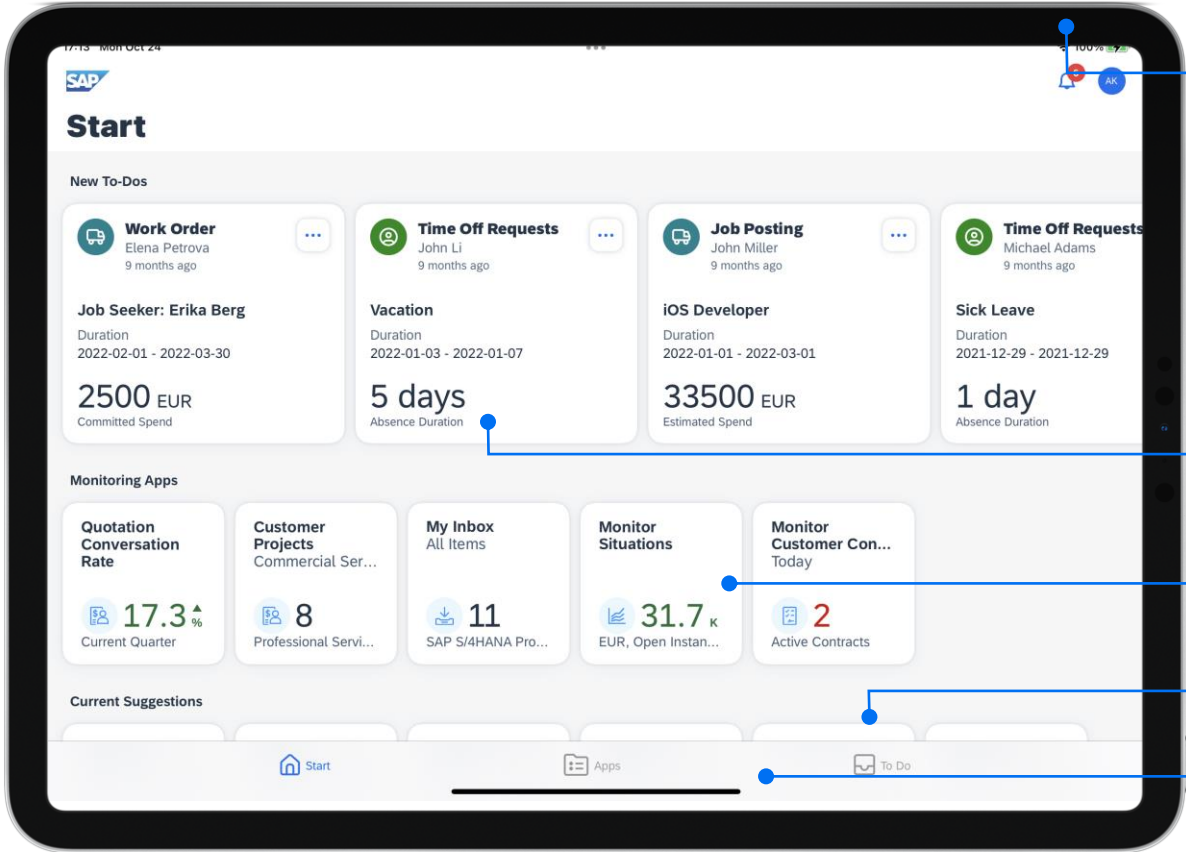 17:13 Mon Oct 24
100%
SAP
AK
Start
New To-Dos
Work Order
Elena Petrova
9 months ago
Job Seeker: Erika Berg
Duration
2022-02-01 - 2022-03-30
2500 EUR
Committed Spend
Time Off Requests
John Li
9 months ago
Vacation
Duration
2022-01-03 - 2022-01-07
5 days
Absence Duration
Job Posting
John Miller
9 months ago
iOS Developer
Duration
2022-01-01 - 2022-03-01
33500 EUR
Estimated Spend
Time Off Requests
Michael Adams
9 months ago
Sick Leave
Duration
2021-12-29 - 2021-12-29
1 day
Absence Duration
Monitoring Apps
Quotation
Conversation
Rate
17.3 %
Current Quarter
Customer
Projects
Commercial Ser...
8
Professional Servi...
My Inbox
All Items
11
SAP S/4HANA Pro...
Monitor
Situations
31.7 K
EUR, Open Instan...
Monitor
Customer Con...
Today
2
Active Contracts
Current Suggestions
Start
Apps
To Do